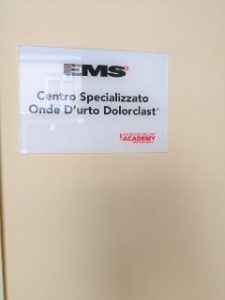 EMS+
Centro Specializzato
Onde D'urto Dolorclast®
ACADEMY